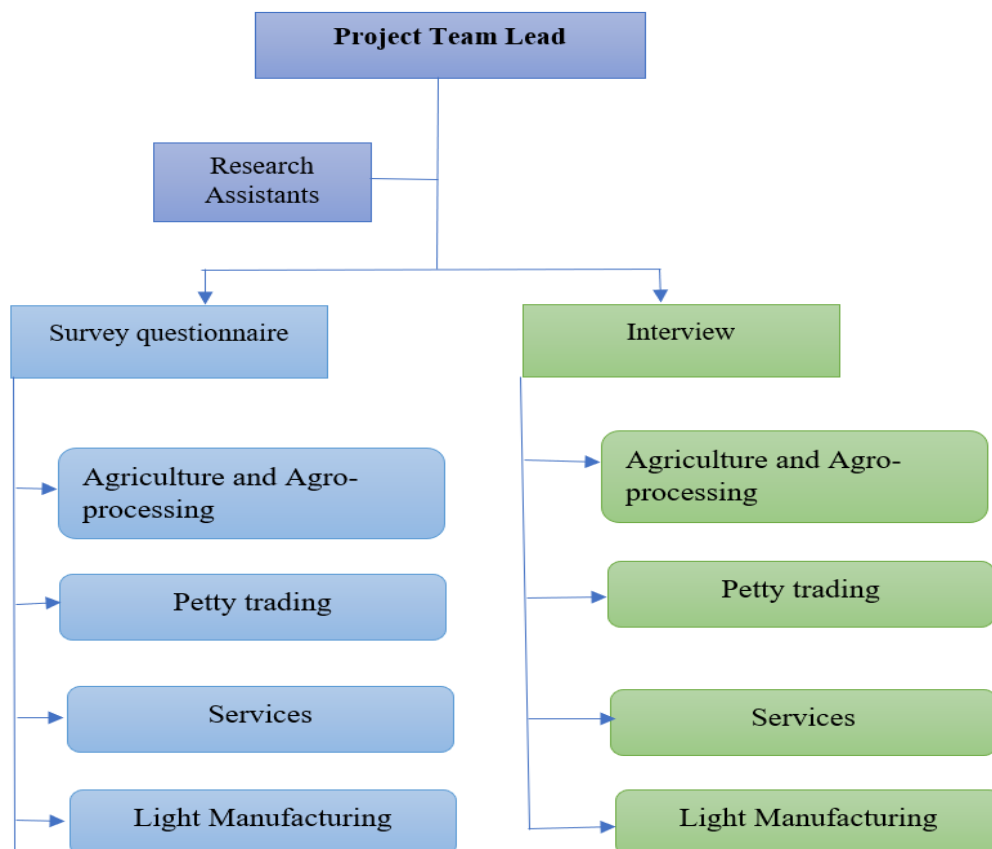 Project Team Lead
Research
Assistants
Survey questionnaire
Interview
Agriculture and Agro-
processing
Petty trading
Services
Light Manufacturing
Agriculture and Agro-
processing
Petty trading
Services
Light Manufacturing